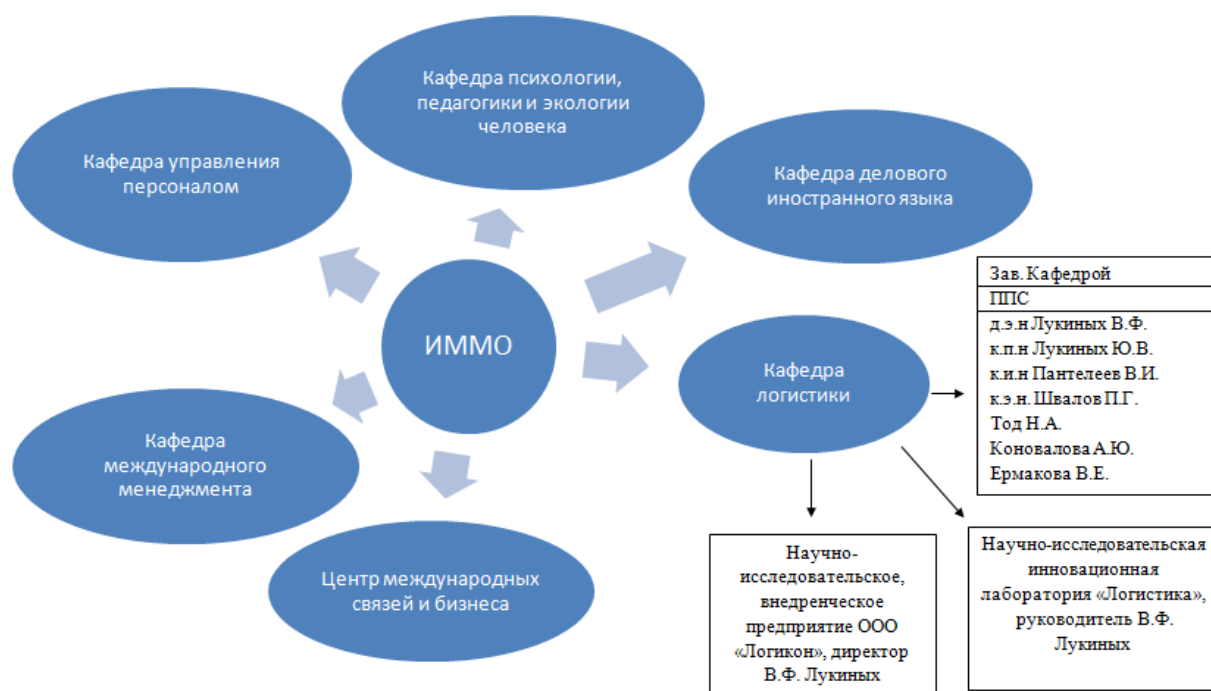 Кафедра психологии,
педагогики и экологии
человека
Кафедра управления
персоналом
Кафедра делового
иностранного языка
ИММО
Кафедра
логистики
Кафедра
международного
менеджмента
Центр международных
связей и бизнеса
Зав. Кафедрой
ППС
д.э.н Лукиных В.Ф.
к.п.н Лукиных Ю.В.
к.и.н Пантелеев В.И.
к.э.н. Швалов П.Г.
Тод Н.А.
Коновалова А.Ю.
Ермакова В.Е.
Научно-
исследовательское,
внедренческое
предприятие ООО
«Логикон», директор
В.Ф. Лукиных
Научно-исследовательская
инновационная
лаборатория «Логистика»,
руководитель В.Ф.
Лукиных